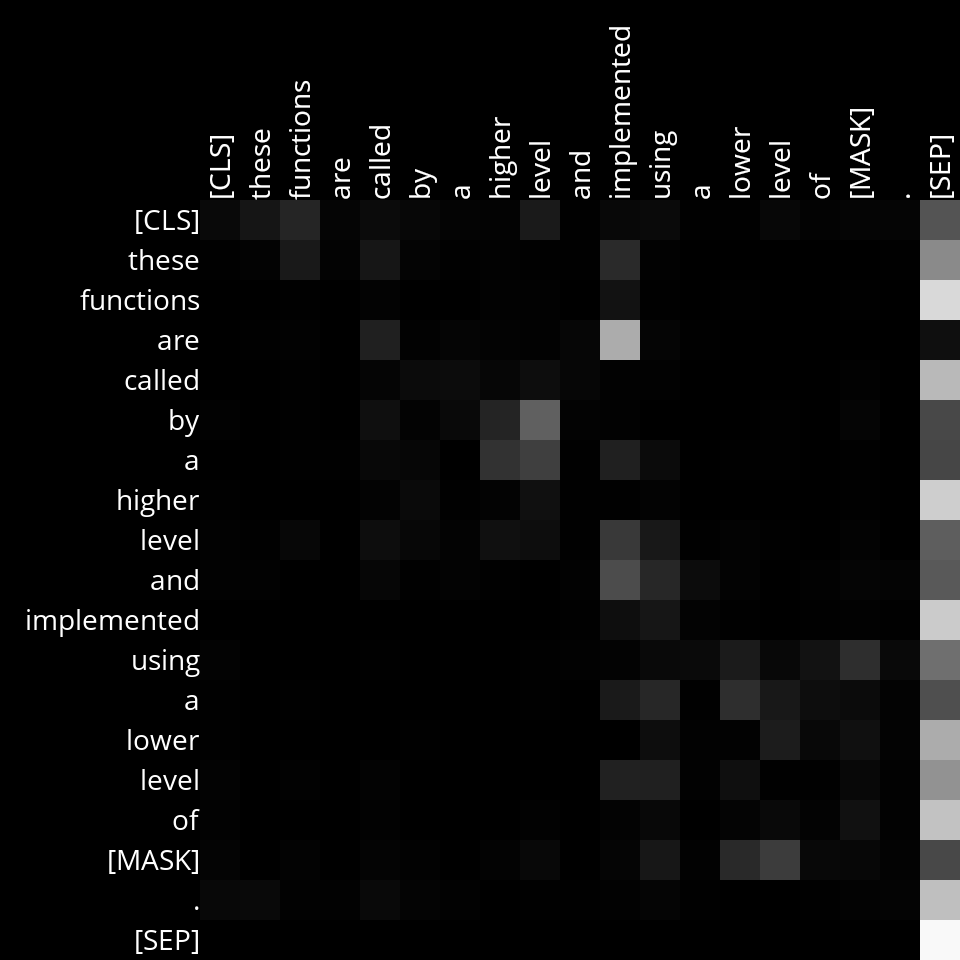 [CLS] these functions are called by a higher level and implemented using a lower level of [MASK] . [SEP]
[CLS]
these
functions
are
called
by
a
higher
level
and
implemented
using
a
lower
level
of
[MASK]
.
[SEP]